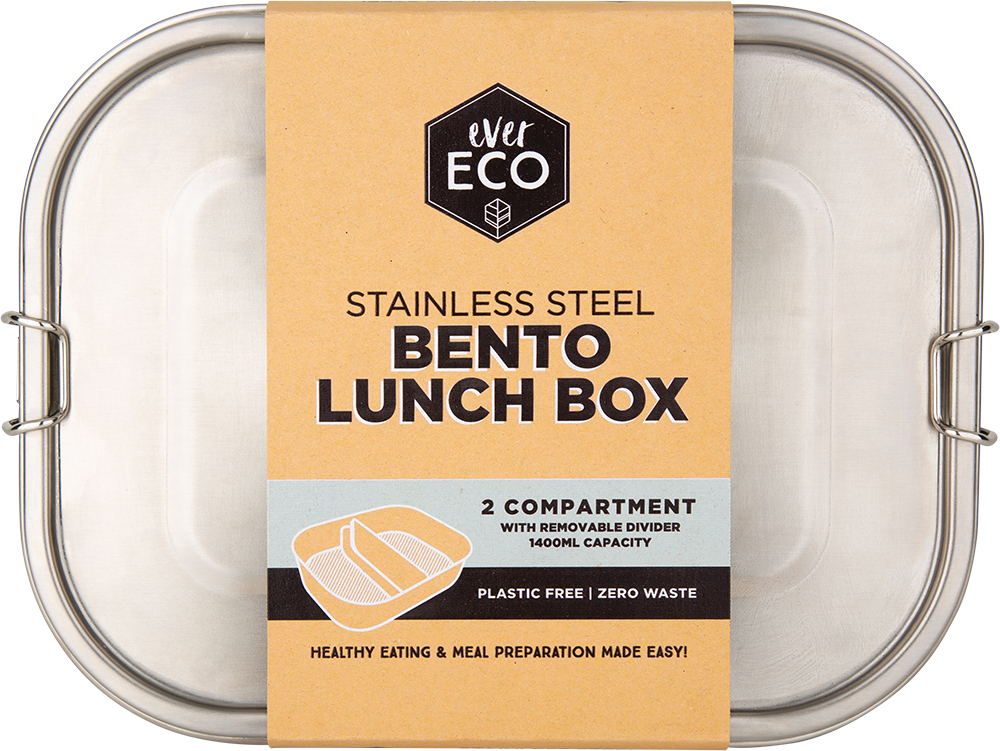 ever
ECO
STAINLESS STEEL
BENTO
LUNCH BOX
2 COMPARTMENT
WITH REMOVABLE DIVIDER
1400ML CAPACITY
PLASTIC FREE | ZERO WASTE
HEALTHY EATING & MEAL PREPARATION MADE EASY!